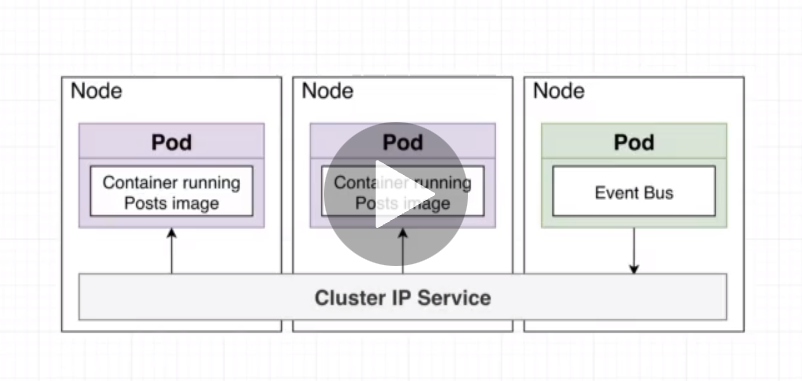 Node
Node
Node
Pod
Pod
Pod
Container running
Posts image
Container running
Posts image
Event Bus
Cluster IP Service